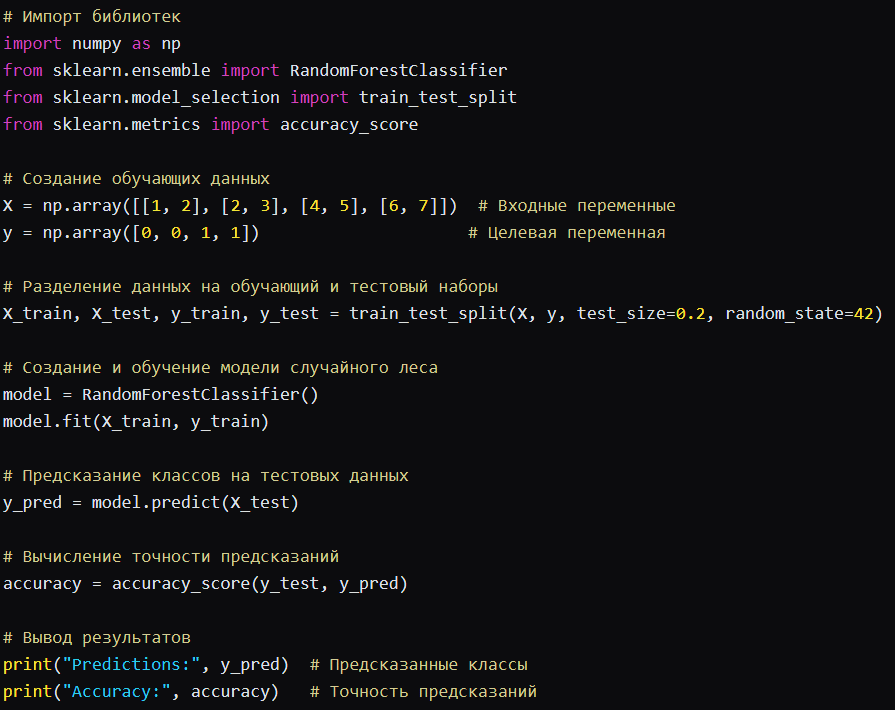 # Импорт библиотек
import numpy as np
from sklearn.ensemble import RandomForestClassifier
from sklearn.model_selection import train_test_split
from sklearn.metrics import accuracy_score
# Создание обучающих данных
X = np.array([[1, 2], [2, 3], [4, 5], [6, 7]])  # Входные переменные
y = np.array([0, 0, 1, 1])                     # Целевая переменная
# Разделение данных на обучающий и тестовый наборы
X_train, X_test, y_train, y_test = train_test_split(X, y, test_size=0.2, random_state=42)
# Создание и обучение модели случайного леса
model = RandomForestClassifier()
model.fit(X_train, y_train)
# Предсказание классов на тестовых данных
y_pred = model.predict(X_test)
# Вычисление точности предсказаний
accuracy = accuracy_score(y_test, y_pred)
# Вывод результатов
print("Predictions:", y_pred)  # Предсказанные классы
print("Accuracy:", accuracy)   # Точность предсказаний